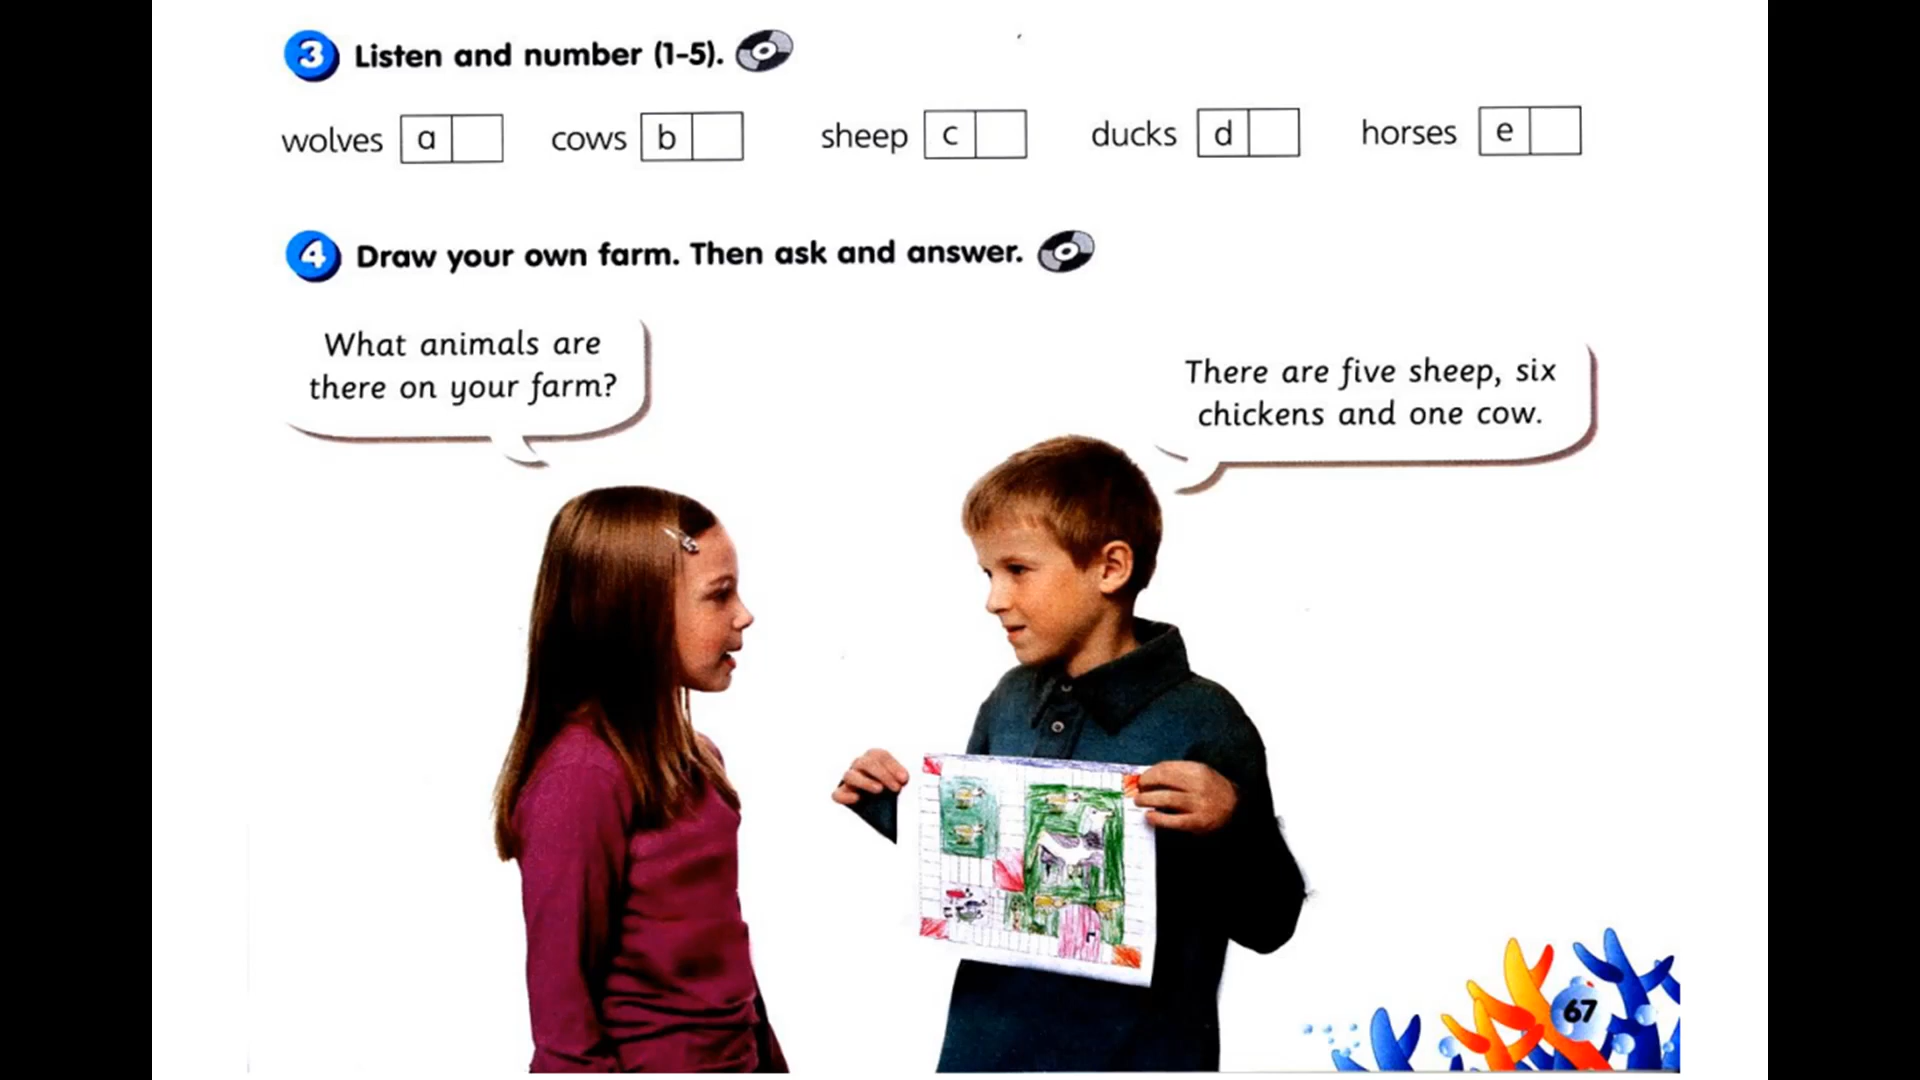 3 Listen and number (1-5).
wolves a cows b sheep c ducks d horses e
4 Draw your own farm. Then ask and answer.
What animals are
there on your farm?
There are five sheep, six
chickens and one cow.
67